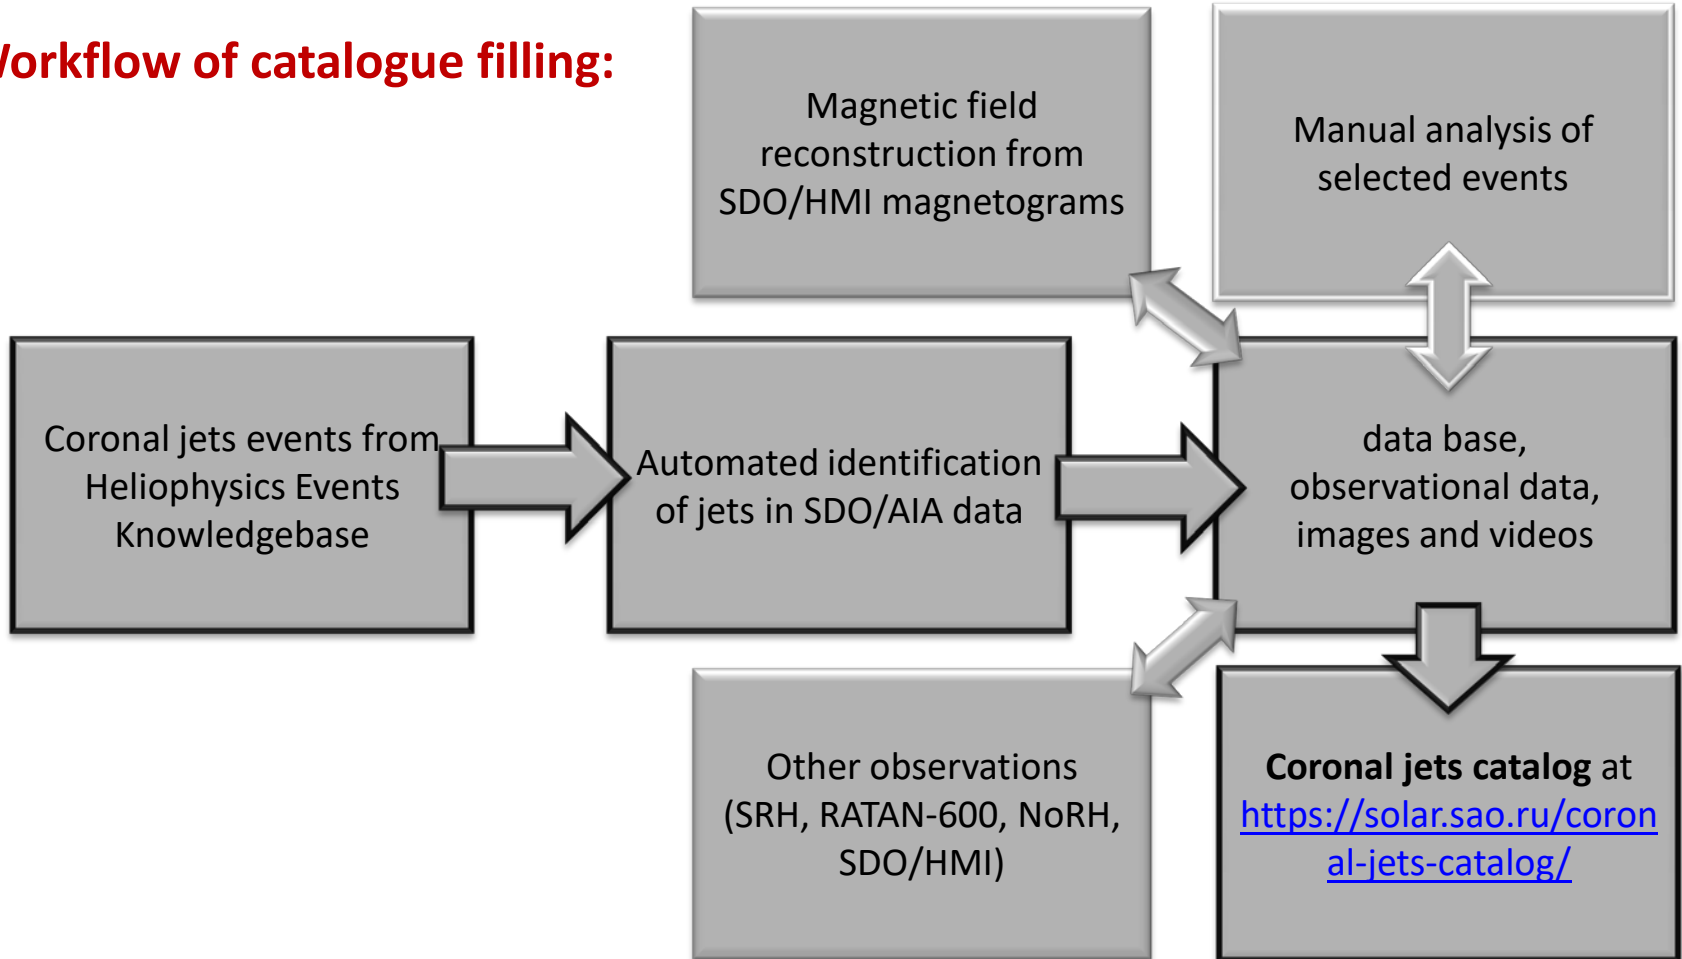 Workflow of catalogue filling:
Magnetic field
reconstruction from
SDO/HMI magnetograms
Manual analysis of
selected events
Coronal jets events from
Heliophysics Events
Knowledgebase
Automated identification
of jets in SDO/AIA data
data base,
observational data,
images and videos
Other observations
(SRH, RATAN-600, NoRH,
SDO/HMI)
Coronal jets catalog at
https://solar.sao.ru/coron
al-jets-catalog/